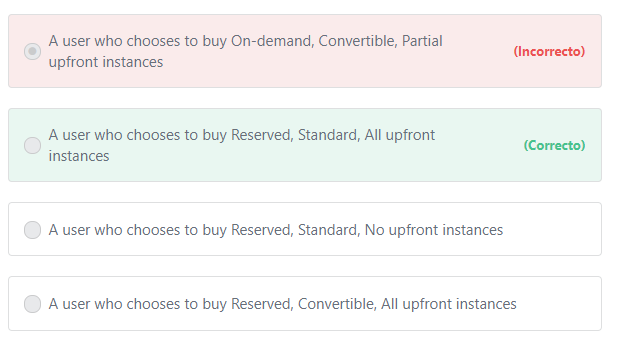 A user who chooses to buy On-demand, Convertible, Partial
upfront instances
(Incorrecto)
A user who chooses to buy Reserved, Standard, All upfront
instances
(Correcto)
A user who chooses to buy Reserved, Standard, No upfront instances
A user who chooses to buy Reserved, Convertible, All upfront instances